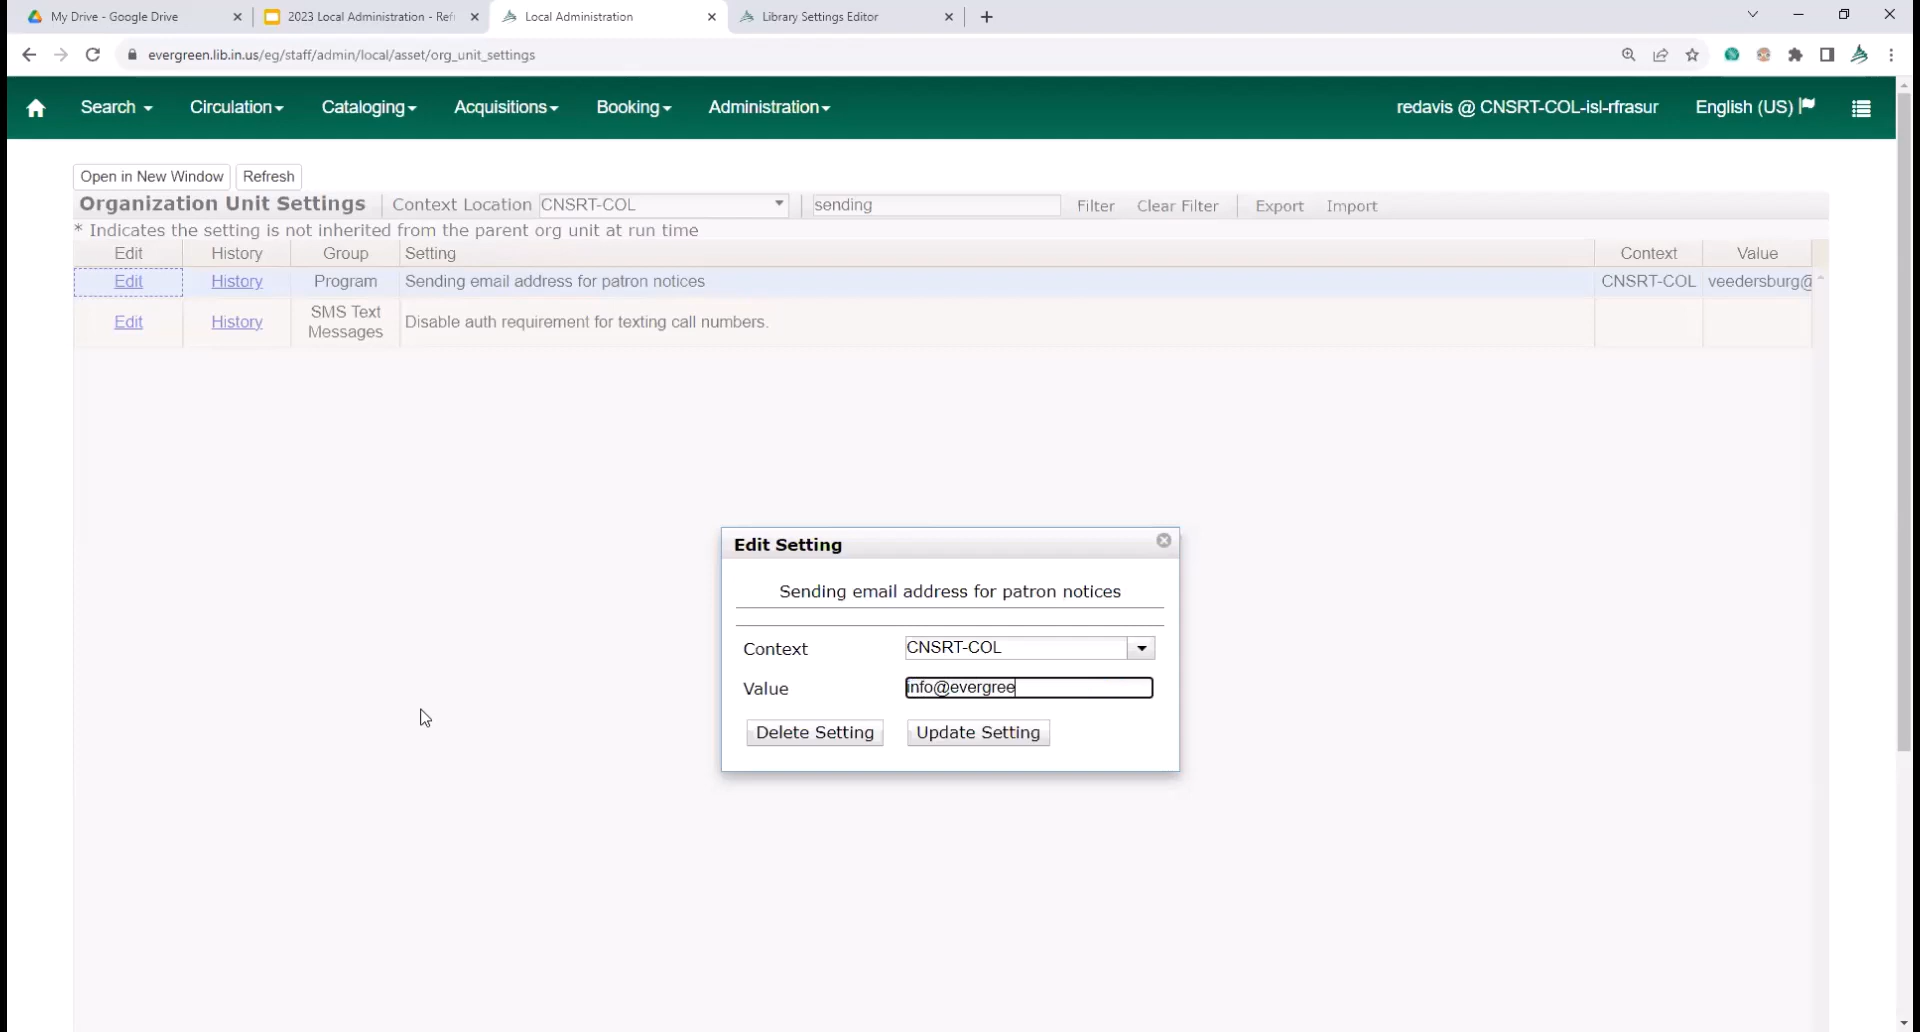 My Drive - Google Drive
2023 Local Administration - Refr
Local Administration
Library Settings Editor
evergreen.lib.in.us/eg/staff/admin/local/asset/org_unit_settings
Search Circulation Cataloging Acquisitions Booking Administration redavis @ CNSRT-COL-isl-rfrasur English (US)
Open in New Window Refresh
Organization Unit Settings Context Location CNSRT-COL sending Filter Clear Filter Export Import
* Indicates the setting is not inherited from the parent org unit at run time
Edit History Group Setting Context Value
Edit History Program Sending email address for patron notices CNSRT-COL veedersburg@
Edit History SMS Text Messages Disable auth requirement for texting call numbers.
Edit Setting
Sending email address for patron notices
Context CNSRT-COL
Value info@evergree
Delete Setting Update Setting